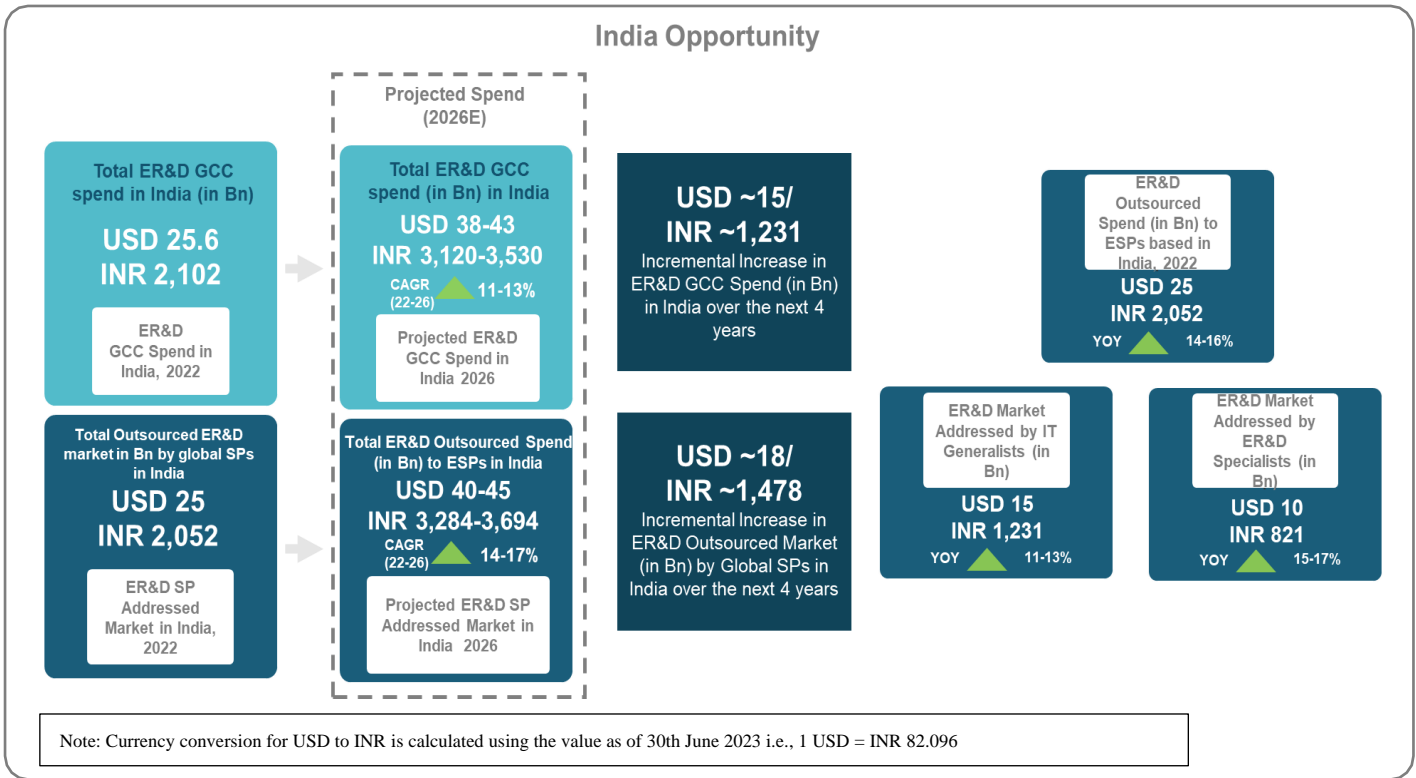 India Opportunity
Projected Spend
(2026E)
Total ER&D GCC
spend in India (in Bn)
USD 25.6
INR 2,102
ER&D
GCC Spend in
India, 2022
Total ER&D GCC
spend (in Bn) in India
USD 38-43
INR 3,120-3,530
CAGR
(22-26)
11-13%
Projected ER&D
GCC Spend in
India 2026
USD ~15/
INR ~1,231
Incremental Increase in
ER&D GCC Spend (in Bn)
in India over the next 4
years
Total Outsourced ER&D
market in Bn by global SPs
in India
USD 25
INR 2,052
ER&D SP
Addressed
Market in India,
2022
Total ER&D Outsourced Spend
(in Bn) to ESPs in India
USD 40-45
INR 3,284-3,694
CAGR
(22-26)
14-17%
Projected ER&D SP
Addressed Market in
India 2026
USD ~18/
INR ~1,478
Incremental Increase in
ER&D Outsourced Market
(in Bn) by Global SPs in
India over the next 4 years
ER&D
Outsourced
Spend (in Bn) to
ESPs based in
India, 2022
USD 25
INR 2,052
YOY 14-16%
ER&D Market
Addressed by IT
Generalists (in
Bn)
USD 15
INR 1,231
YOY 11-13%
ER&D Market
Addressed by
ER&D
Specialists (in
Bn)
USD 10
INR 821
YOY 15-17%
Note: Currency conversion for USD to INR is calculated using the value as of 30th June 2023 i.e., 1 USD = INR 82.096